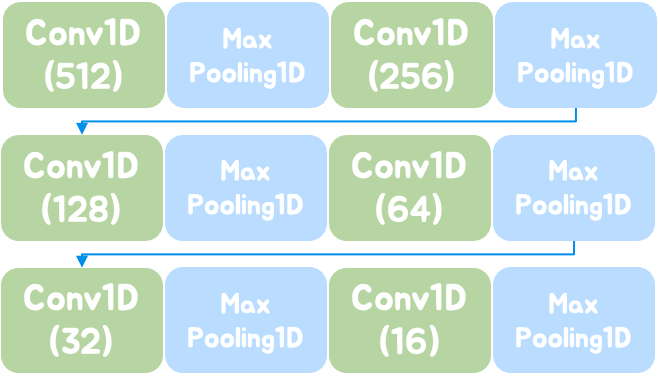 Conv1D
(512)
Max
Pooling1D
Conv1D
(256)
Max
Pooling1D
Conv1D
(128)
Max
Pooling1D
Conv1D
(64)
Max
Pooling1D
Conv1D
(32)
Max
Pooling1D
Conv1D
(16)
Max
Pooling1D